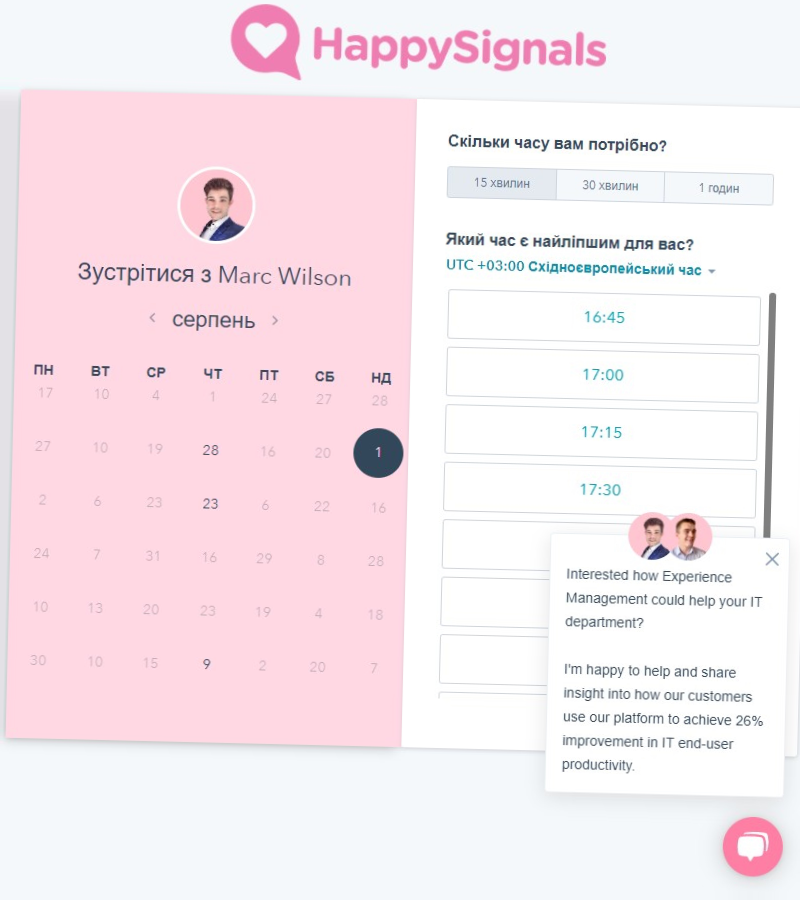 HappySignals
Зустрітися з Marc Wilson
серпень
ПН ВТ СР ЧТ ПТ СБ НД
17 10 4 1 24 27 28
27 10 19 28 16 20 1
2 6 23 23 6 22 16
24 7 31 16 29 8 28
10 13 20 23 19 4 18
30 10 15 9 2 20 7
Скільки часу вам потрібно?
15 хвилин 30 хвилин 1 годин
Який час є найліпшим для вас?
UTC +03:00 Східноєвропейський час
16:45
17:00
17:15
17:30
Interested how Experience
Management could help your IT
department?
I'm happy to help and share
insight into how our customers
use our platform to achieve 26%
improvement in IT end-user
productivity.